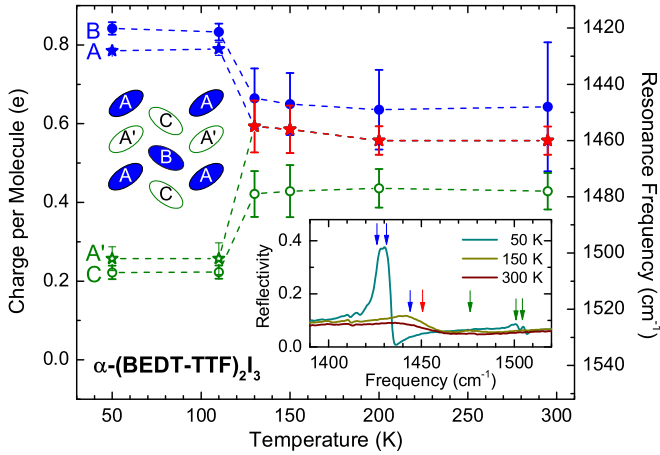 0.8
0.6
0.4
0.2
0.0
Charge per Molecule (e)
1420
1440
1460
1480
1500
1520
1540
Resonance Frequency (cm⁻¹)
B
A
A'
C
A A
C
A' A'
B
A A
C
α-(BEDT-TTF)₂I₃
0.4
0.2
0.0
Reflectivity
50 K
150 K
300 K
1400 1450 1500
Frequency (cm⁻¹)
50 100 150 200 250 300
Temperature (K)